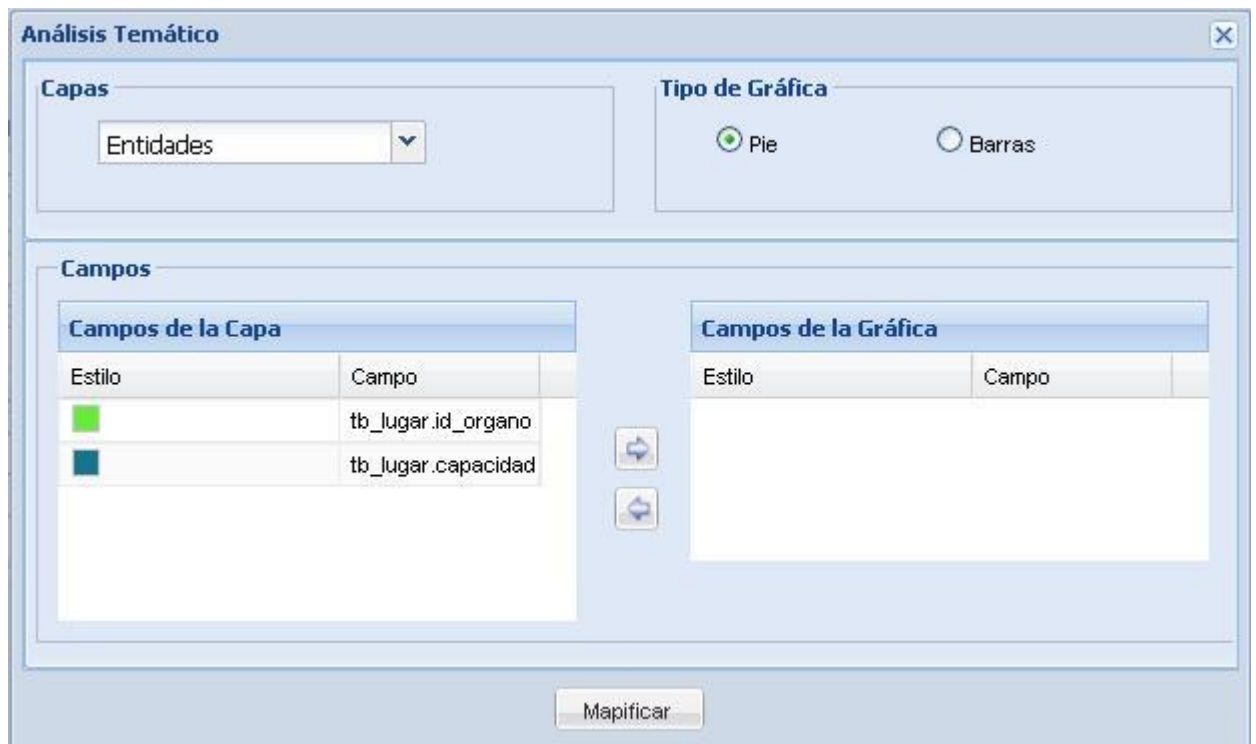 Análisis Temático
Capas
Tipo de Gráfica
Entidades
Pie
Barras
Campos
Campos de la Capa
Campos de la Gráfica
Estilo Campo
Estilo Campo
tb_lugar.id_organo
tb_lugar.capacidad
Mapificar